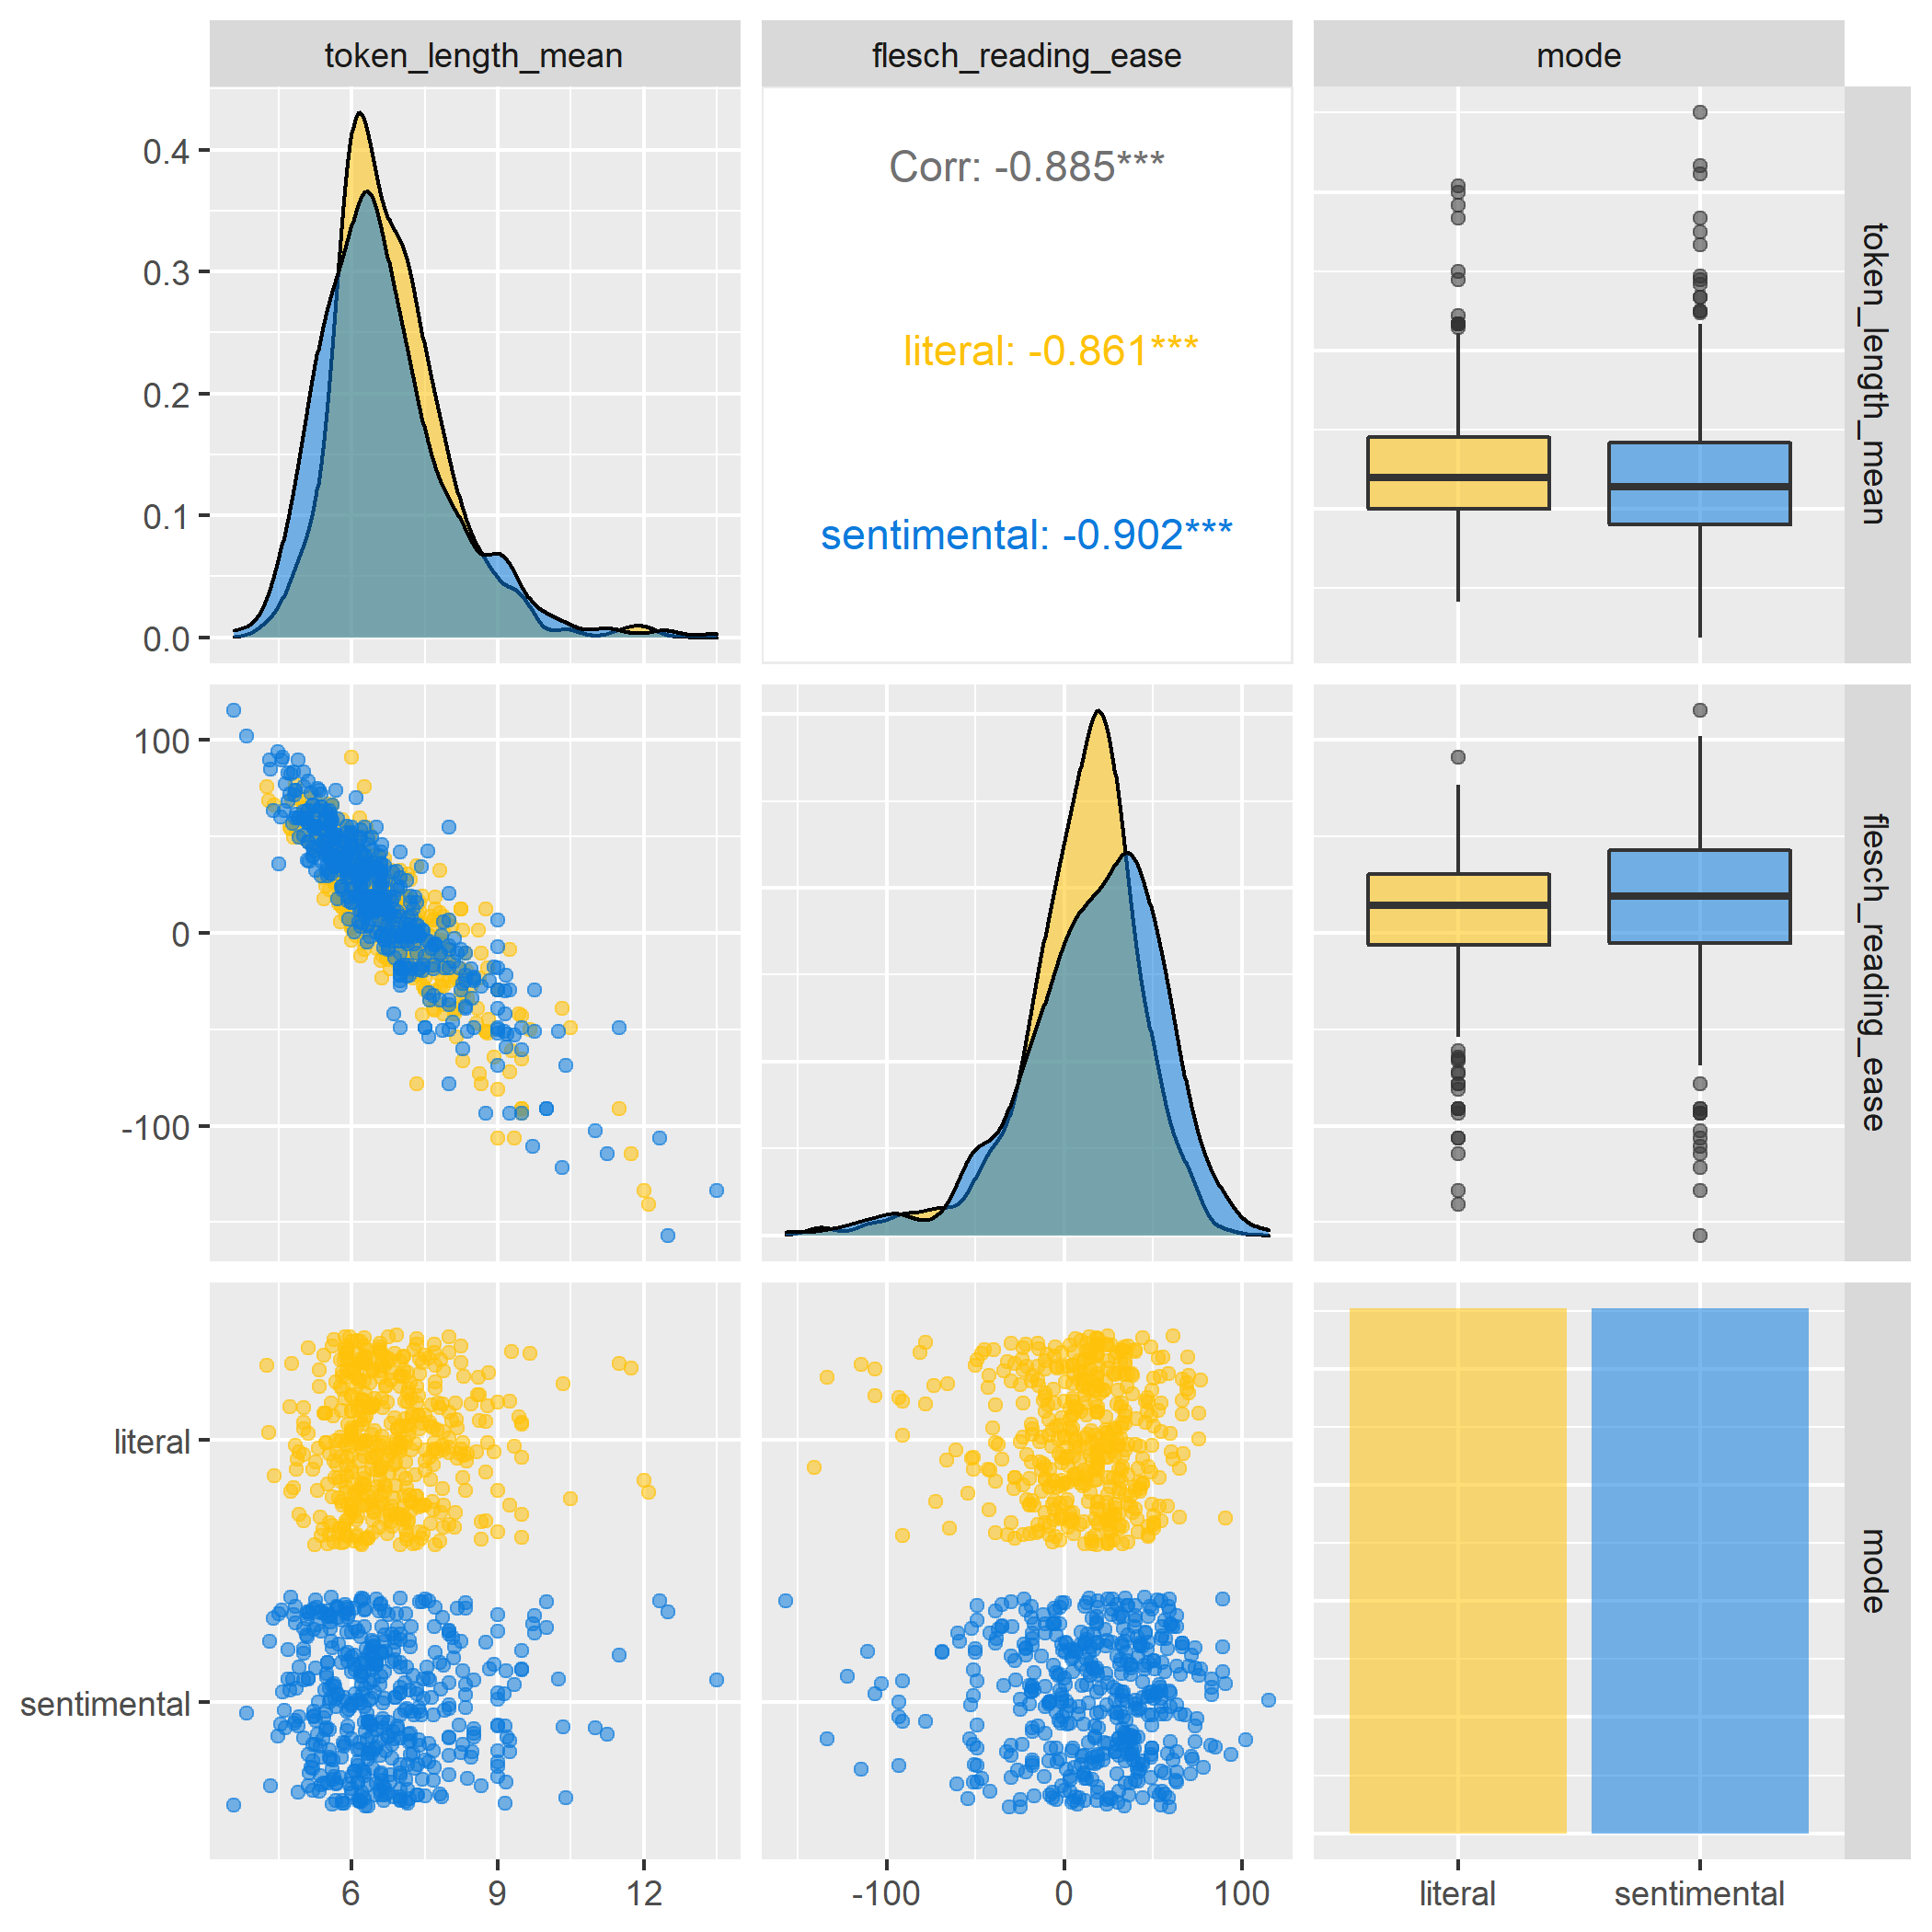 token_length_mean
flesch_reading_ease
mode
0.4
0.3
0.2
0.1
0.0
Corr: -0.885***
literal: -0.861***
sentimental: -0.902***
token_length_mean
100
0
-100
flesch_reading_ease
literal
sentimental
mode
6 9 12
-100 0 100
literal sentimental